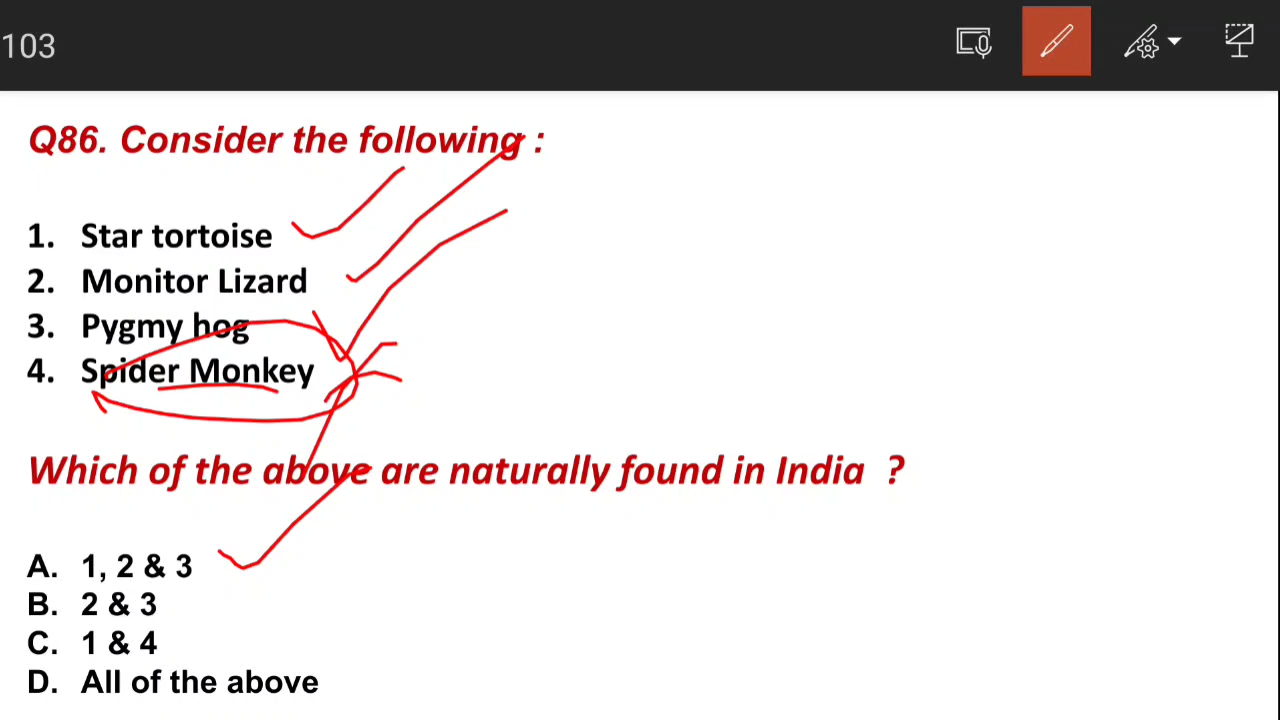 103
Q86. Consider the following :
1. Star tortoise
2. Monitor Lizard
3. Pygmy hog
4. Spider Monkey
Which of the above are naturally found in India ?
A. 1, 2 & 3
B. 2 & 3
C. 1 & 4
D. All of the above